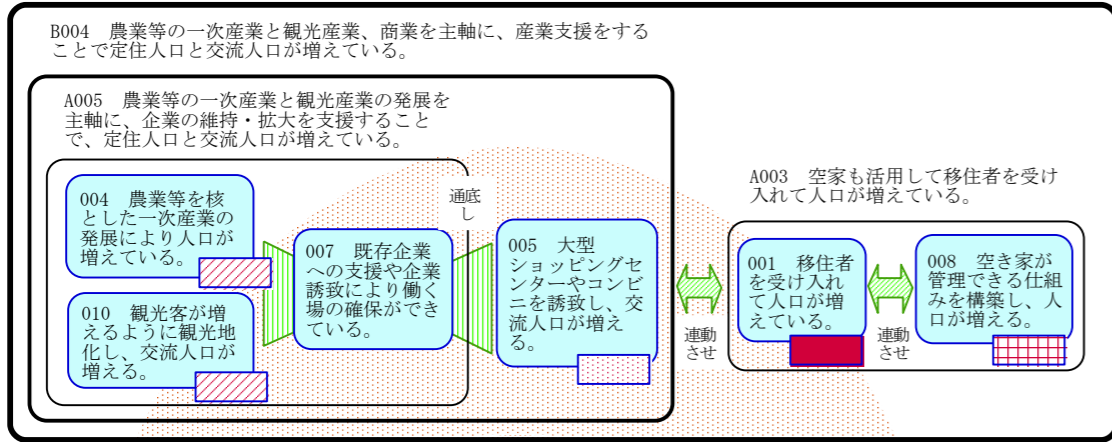 B004　農業等の一次産業と観光産業、商業を主軸に、産業支援をする
ことで定住人口と交流人口が増えている。
A005　農業等の一次産業と観光産業の発展を
主軸に、企業の維持・拡大を支援すること
で、定住人口と交流人口が増えている。
004　農業等を核
とした一次産業の
発展により人口が
増えている。
010　観光客が増
えるように観光地
化し、交流人口が
増える。
007　既存企業
への支援や企業
誘致により働く
場の確保ができ
ている。
通底
し
005　大型
ショッピングセ
ンターやコンビ
ニを誘致し、交
流人口が増え
る。
連動
させ
A003　空家も活用して移住者を受け
入れて人口が増えている。
001　移住者
を受け入れ
て人口が増
えている。
連動
させ
008　空き家が
管理できる仕組
みを構築し、人
口が増える。